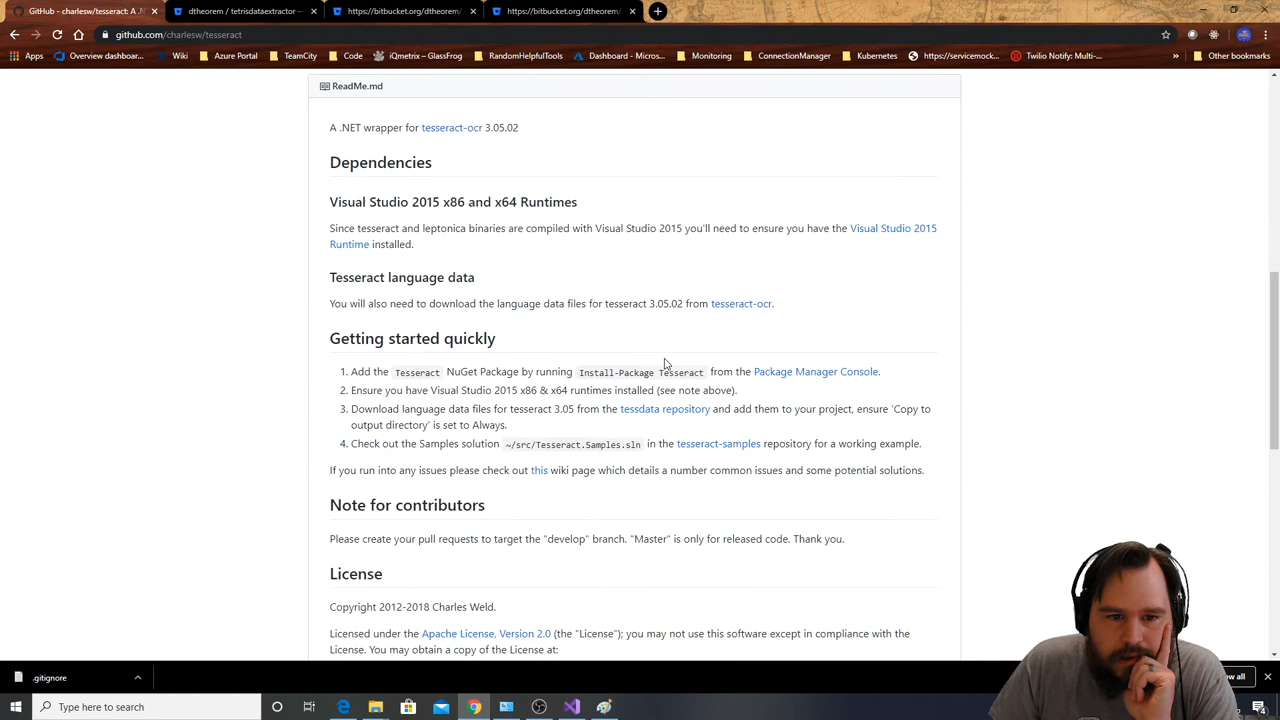 GitHub - charlesw/tesseract: A .N
dtheorem / tetrisdataextractor —
https://bitbucket.org/dtheorem/
https://bitbucket.org/dtheorem/
github.com/charlesw/tesseract
Apps
Overview dashboar...
Wiki
Azure Portal
TeamCity
Code
iQmetrix – GlassFrog
RandomHelpfulTools
Dashboard - Micros...
Monitoring
ConnectionManager
Kubernetes
https://servicemock...
Twilio Notify: Multi-...
»
Other bookmarks
ReadMe.md
A .NET wrapper for tesseract-ocr 3.05.02
Dependencies
Visual Studio 2015 x86 and x64 Runtimes
Since tesseract and leptonica binaries are compiled with Visual Studio 2015 you'll need to ensure you have the Visual Studio 2015
Runtime installed.
Tesseract language data
You will also need to download the language data files for tesseract 3.05.02 from tesseract-ocr.
Getting started quickly
1. Add the Tesseract NuGet Package by running Install-Package Tesseract from the Package Manager Console.
2. Ensure you have Visual Studio 2015 x86 & x64 runtimes installed (see note above).
3. Download language data files for tesseract 3.05 from the tessdata repository and add them to your project, ensure 'Copy to
output directory' is set to Always.
4. Check out the Samples solution ~/src/Tesseract.Samples.sln in the tesseract-samples repository for a working example.
If you run into any issues please check out this wiki page which details a number common issues and some potential solutions.
Note for contributors
Please create your pull requests to target the "develop" branch. "Master" is only for released code. Thank you.
License
Copyright 2012-2018 Charles Weld.
Licensed under the Apache License, Version 2.0 (the "License"); you may not use this software except in compliance with the
License. You may obtain a copy of the License at:
.gitignore
all
Type here to search